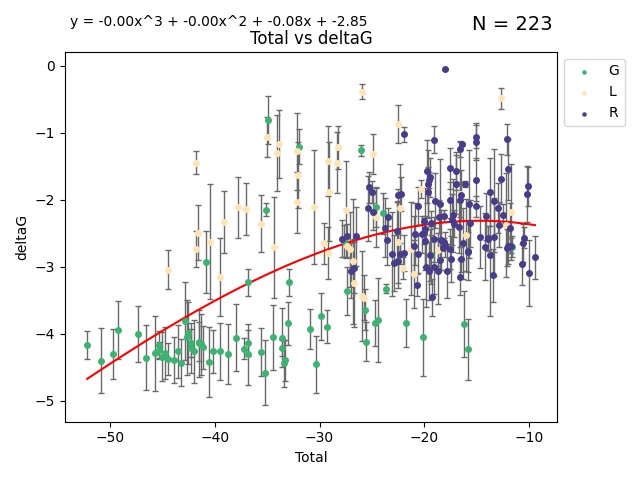 y = -0.00x^3 + -0.00x^2 + -0.08x + -2.85
N = 223
Total vs deltaG
G
L
R
0
−1
−2
−3
−4
−5
deltaG
−50
−40
−30
−20
−10
Total